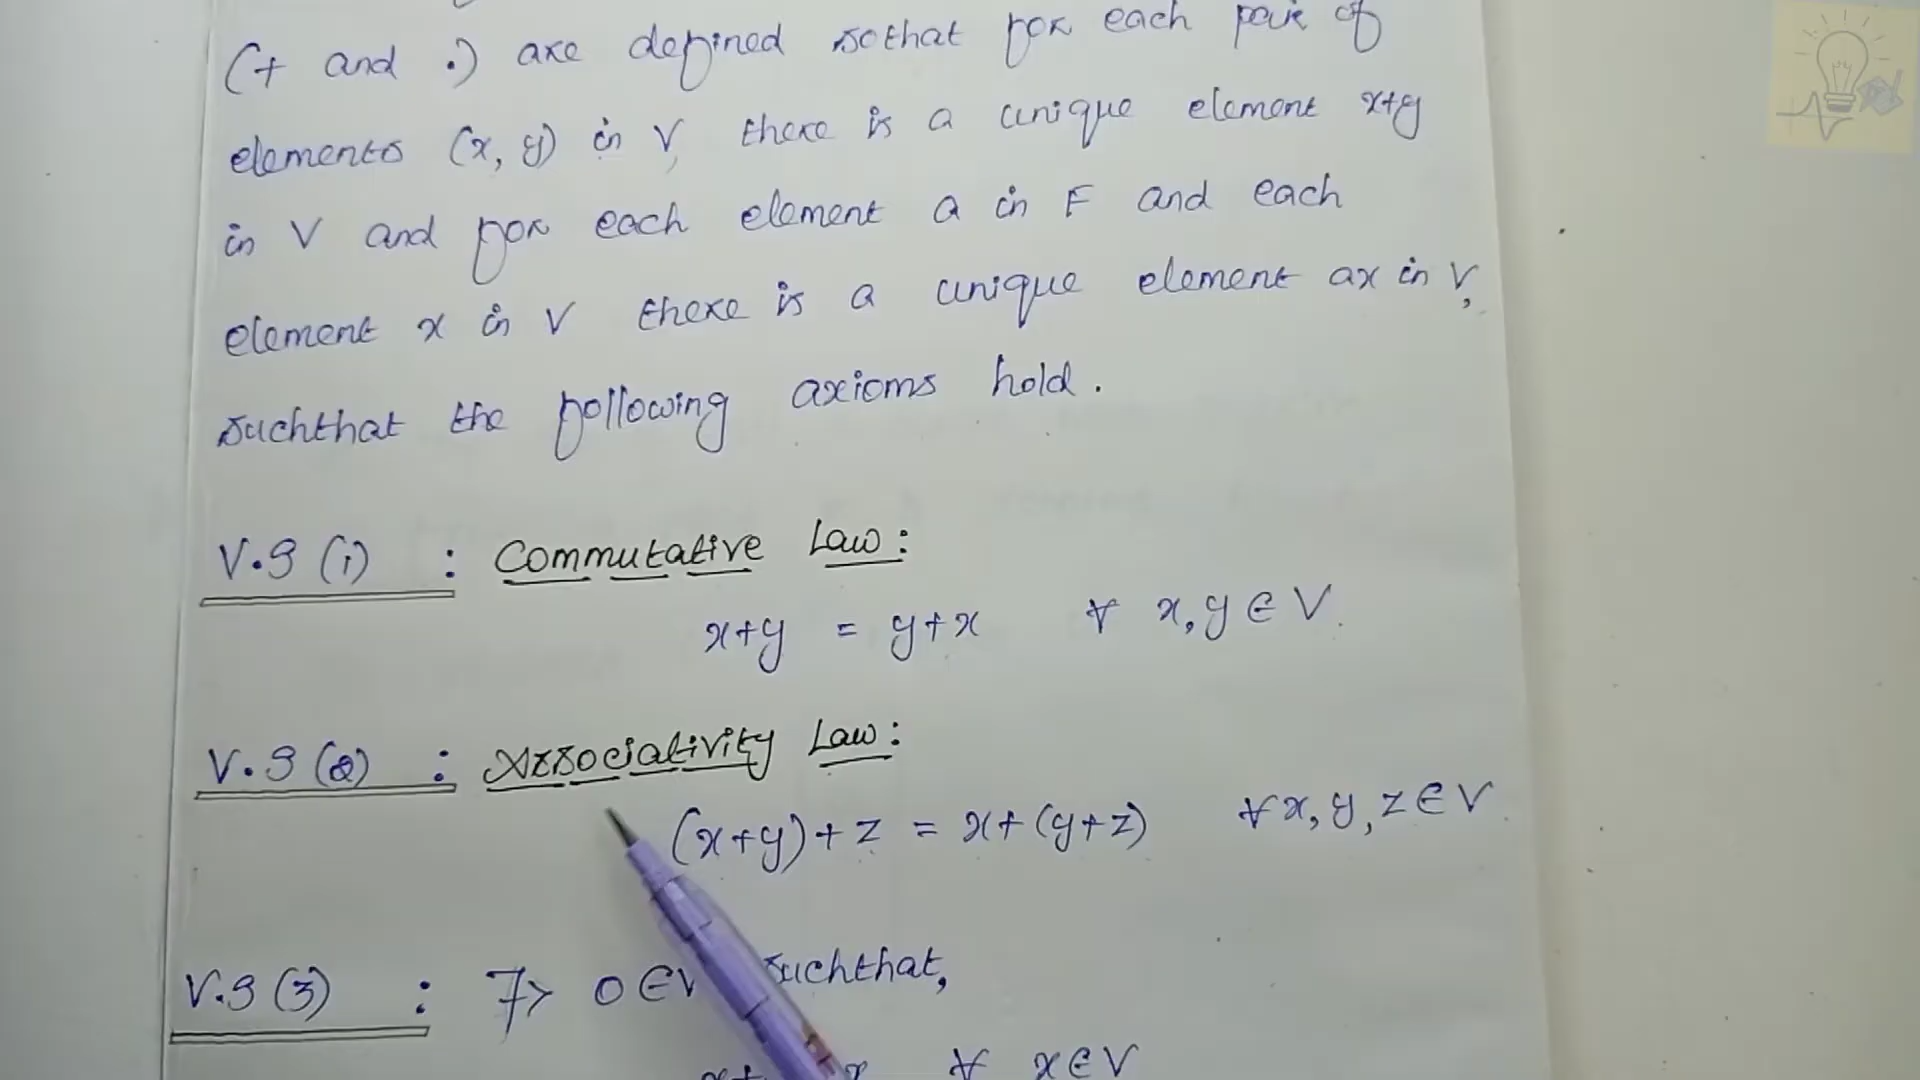 (+ and .) are defined sothat for each pair of
elements (x, y) in V, there is a unique element x+y
in V and for each element a in F and each
element x in V there is a unique element ax in V,
suchthat the following axioms hold.
V.S (1) : Commutative Law:
x+y = y+x ∀ x, y ∈ V.
V.S (2) : Associativity Law:
(x+y)+z = x+(y+z) ∀ x, y, z ∈ V.
V.S (3) : ∃ 0 ∈ V suchthat,
x ∀ x ∈ V